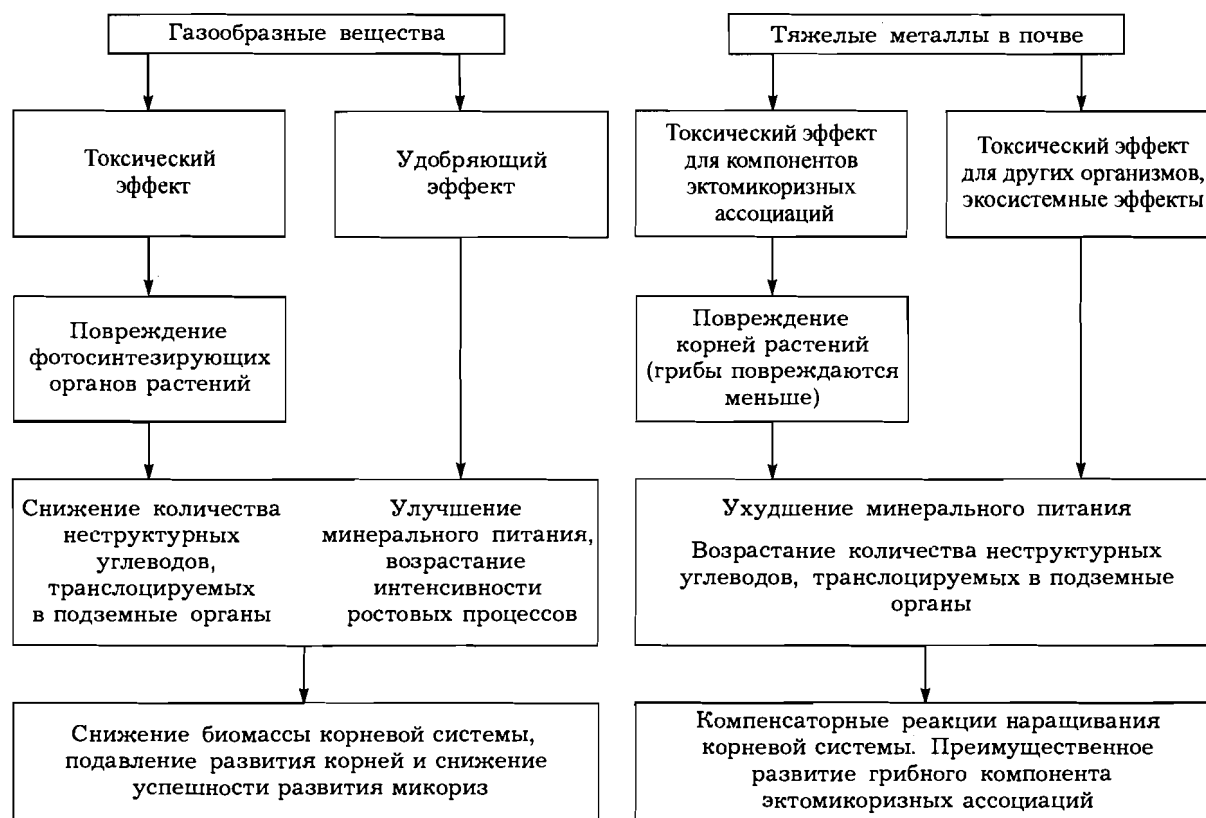 Газообразные вещества
Токсический
эффект
Удобряющий
эффект
Повреждение
фотосинтезирующих
органов растений
Снижение количества
неструктурных
углеводов,
транслоцируемых
в подземные органы
Улучшение
минерального питания,
возрастание
интенсивности
ростовых процессов
Снижение биомассы корневой системы,
подавление развития корней и снижение
успешности развития микориз
Тяжелые металлы в почве
Токсический эффект
для компонентов
эктомикоризных
ассоциаций
Токсический эффект
для других организмов,
экосистемные эффекты
Повреждение
корней растений
(грибы повреждаются
меньше)
Ухудшение минерального питания
Возрастание количества неструктурных
углеводов, транслоцируемых в подземные
органы
Компенсаторные реакции наращивания
корневой системы. Преимущественное
развитие грибного компонента
эктомикоризных ассоциаций